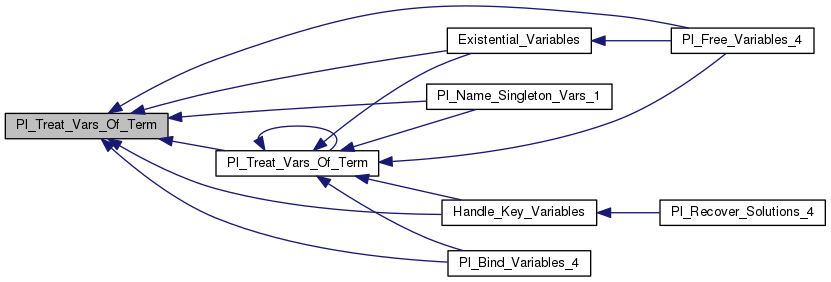 Existential_Variables
Pl_Free_Variables_4
Pl_Name_Singleton_Vars_1
Pl_Treat_Vars_Of_Term
Pl_Treat_Vars_Of_Term
Handle_Key_Variables
Pl_Recover_Solutions_4
Pl_Bind_Variables_4